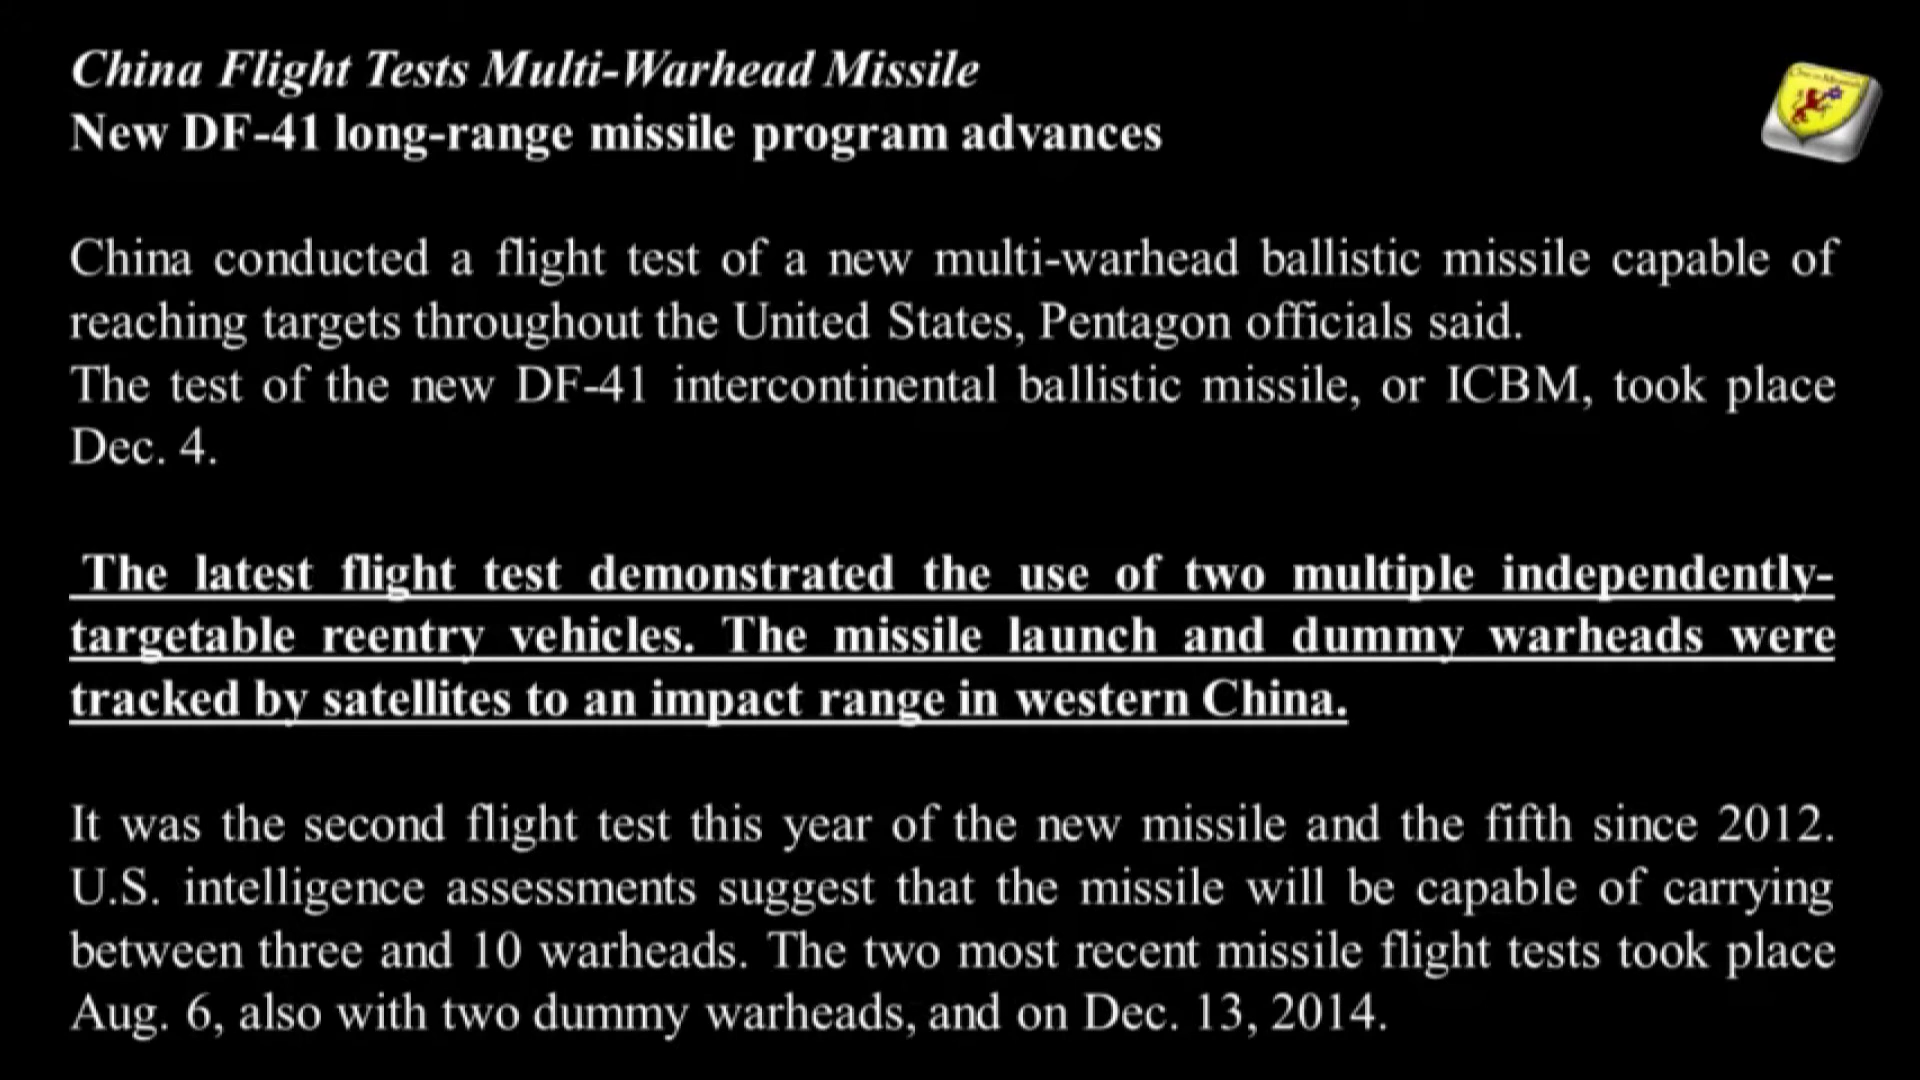 China Flight Tests Multi-Warhead Missile
New DF-41 long-range missile program advances
China conducted a flight test of a new multi-warhead ballistic missile capable of
reaching targets throughout the United States, Pentagon officials said.
The test of the new DF-41 intercontinental ballistic missile, or ICBM, took place
Dec. 4.
The latest flight test demonstrated the use of two multiple independently-
targetable reentry vehicles. The missile launch and dummy warheads were
tracked by satellites to an impact range in western China.
It was the second flight test this year of the new missile and the fifth since 2012.
U.S. intelligence assessments suggest that the missile will be capable of carrying
between three and 10 warheads. The two most recent missile flight tests took place
Aug. 6, also with two dummy warheads, and on Dec. 13, 2014.